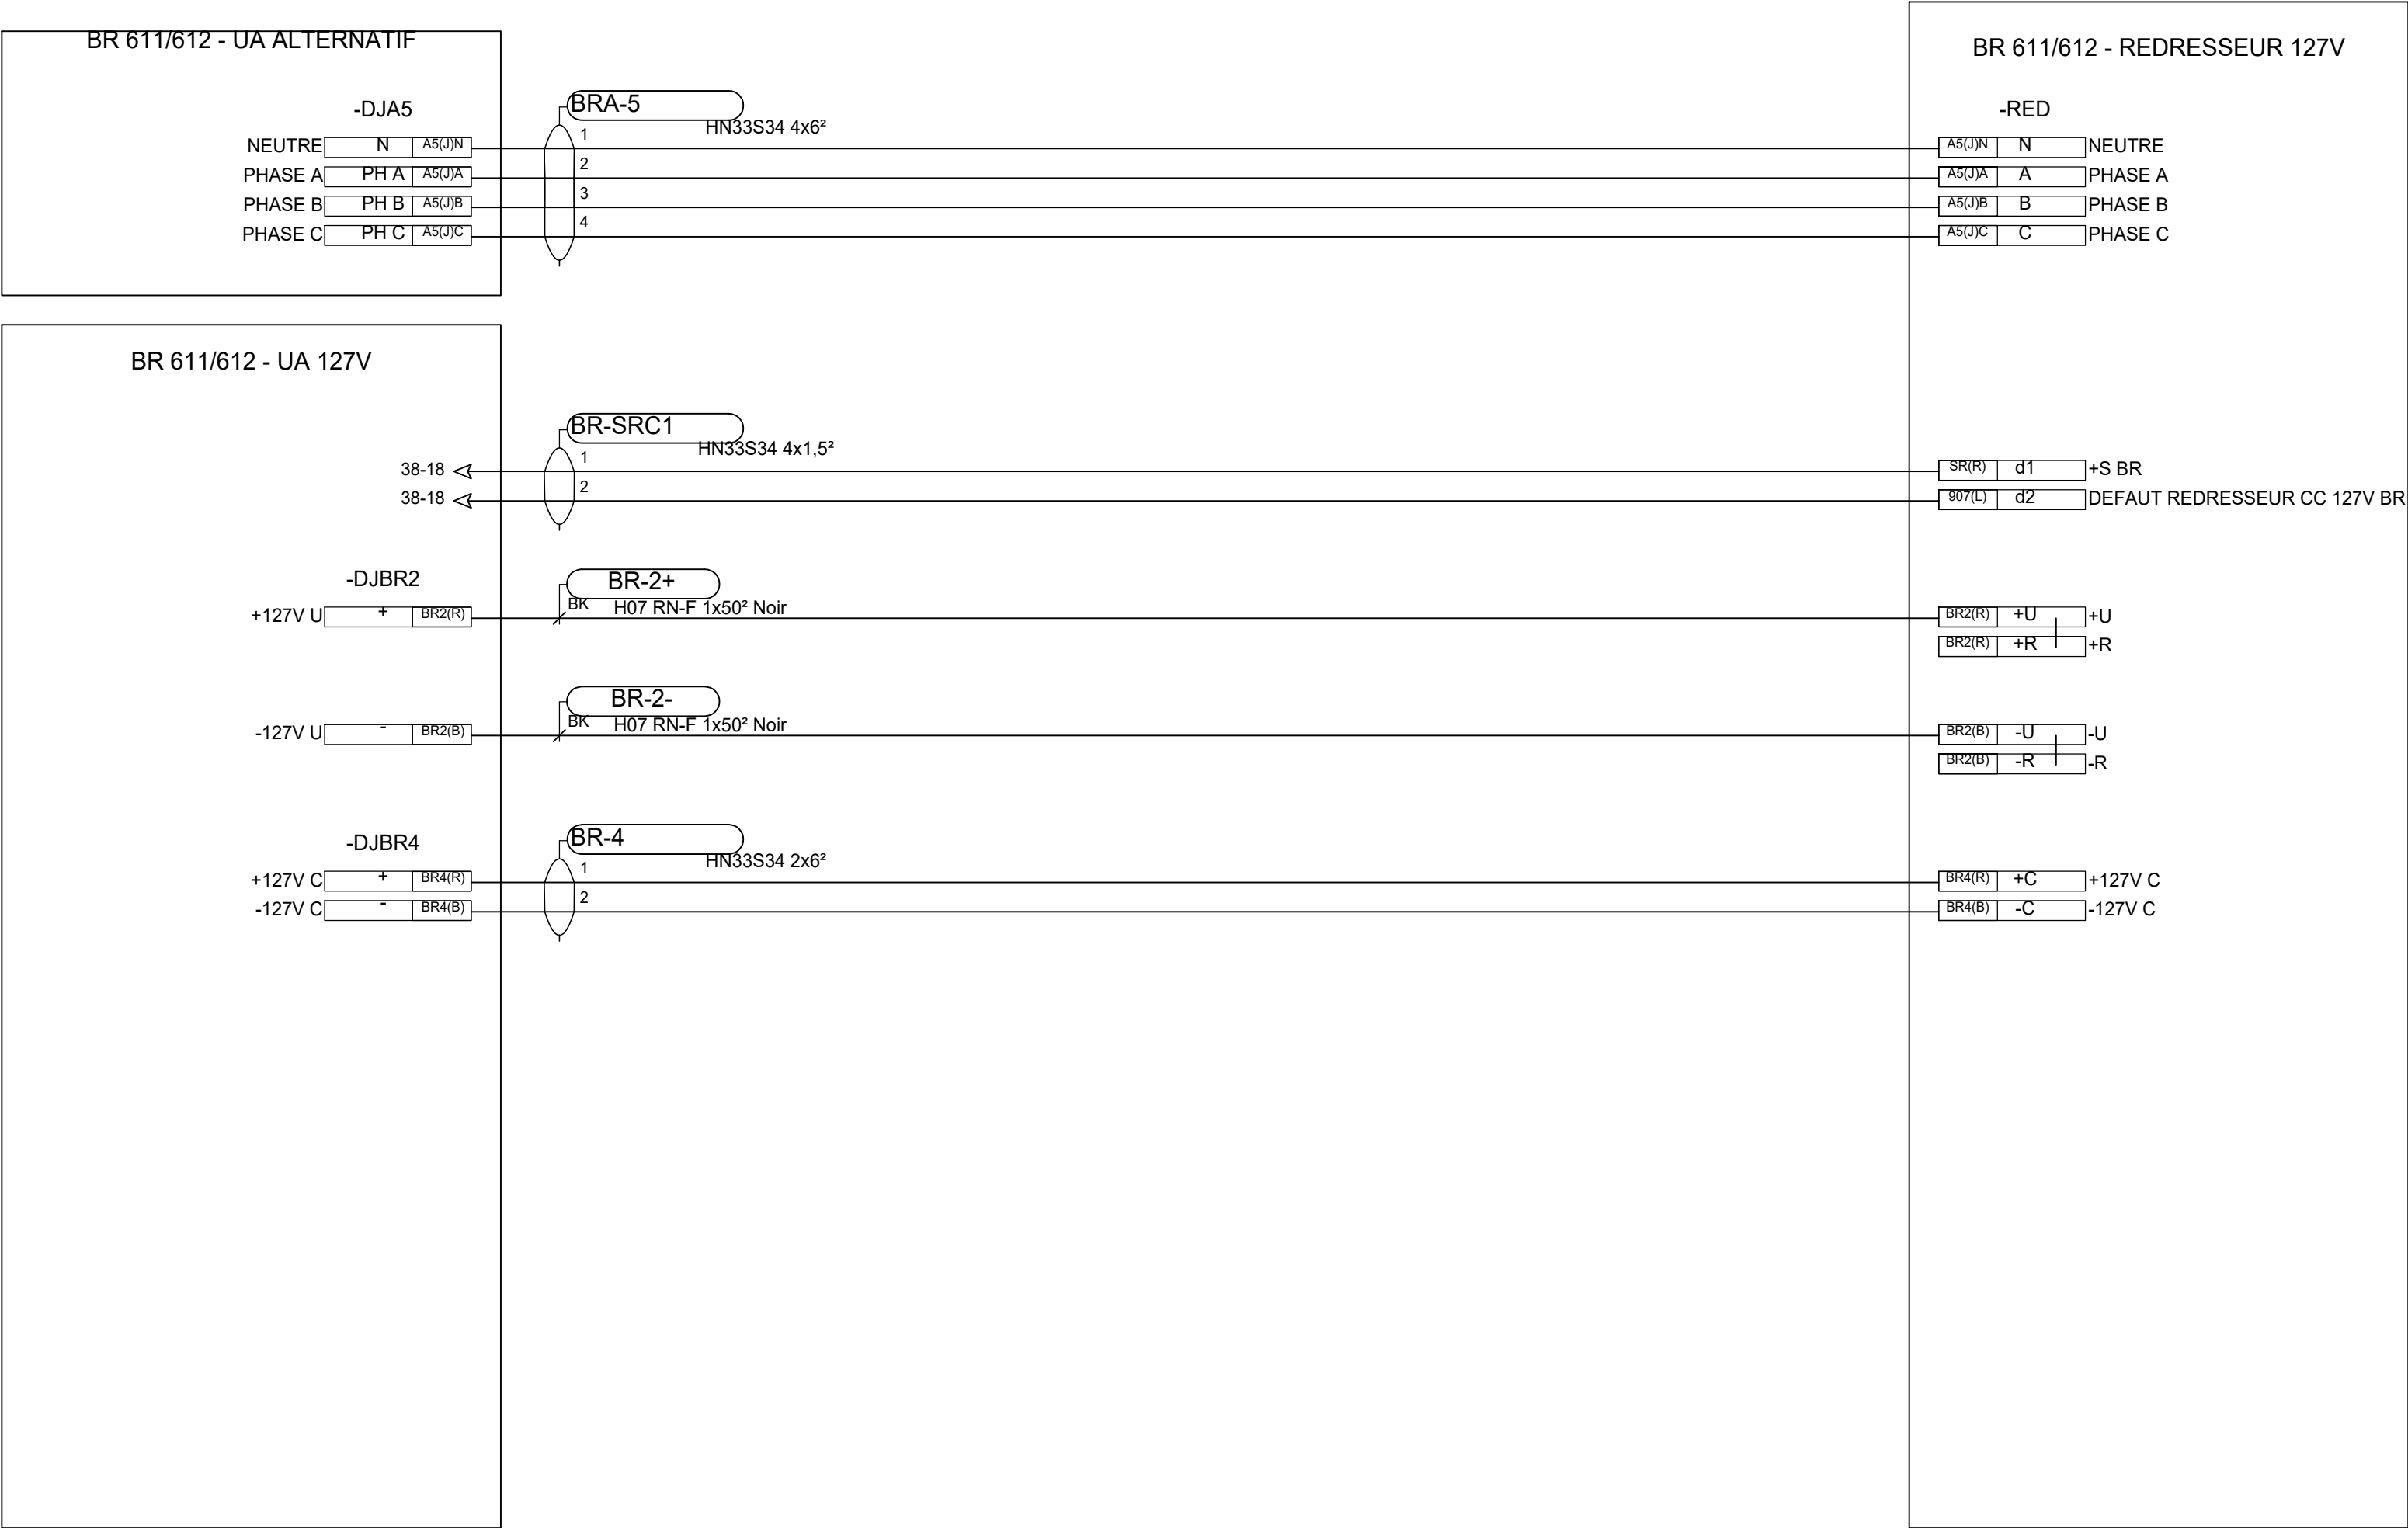 BR 611/612 - UA ALTERNATIF
BR 611/612 - REDRESSEUR 127V
-DJA5
BRA-5
HN33S34 4x6²
-RED
NEUTRE N A5(J)N 1 A5(J)N N NEUTRE
PHASE A PH A A5(J)A 2 A5(J)A A PHASE A
PHASE B PH B A5(J)B 3 A5(J)B B PHASE B
PHASE C PH C A5(J)C 4 A5(J)C C PHASE C
BR 611/612 - UA 127V
BR-SRC1
HN33S34 4x1,5²
38-18 1 SR(R) d1 +S BR
38-18 2 907(L) d2 DEFAUT REDRESSEUR CC 127V BR
-DJBR2
BR-2+
BK H07 RN-F 1x50² Noir
+127V U + BR2(R) BR2(R) +U +U
BR2(R) +R +R
BR-2-
BK H07 RN-F 1x50² Noir
-127V U - BR2(B) BR2(B) -U -U
BR2(B) -R -R
-DJBR4
BR-4
HN33S34 2x6²
+127V C + BR4(R) 1 BR4(R) +C +127V C
-127V C - BR4(B) 2 BR4(B) -C -127V C